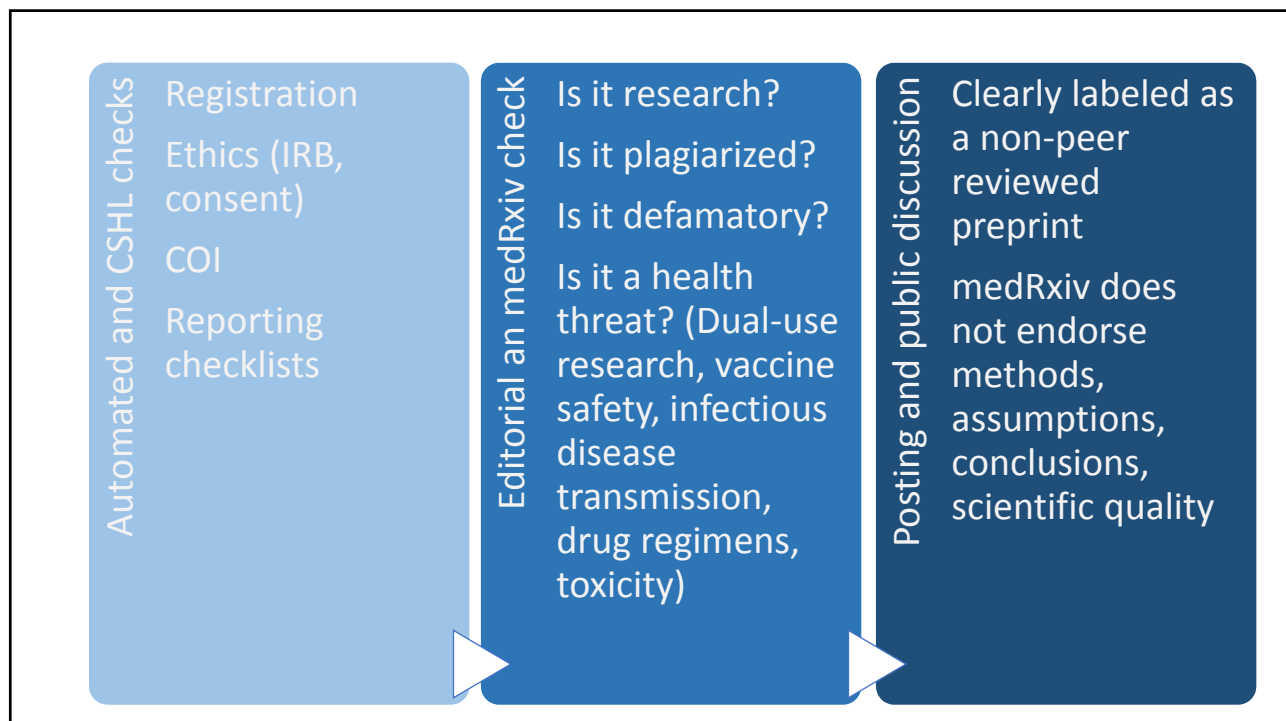 Automated and CSHL checks
Registration
Ethics (IRB,
consent)
COI
Reporting
checklists
Editorial an medRxiv check
Is it research?
Is it plagiarized?
Is it defamatory?
Is it a health
threat? (Dual-use
research, vaccine
safety, infectious
disease
transmission,
drug regimens,
toxicity)
Posting and public discussion
Clearly labeled as
a non-peer
reviewed
preprint
medRxiv does
not endorse
methods,
assumptions,
conclusions,
scientific quality